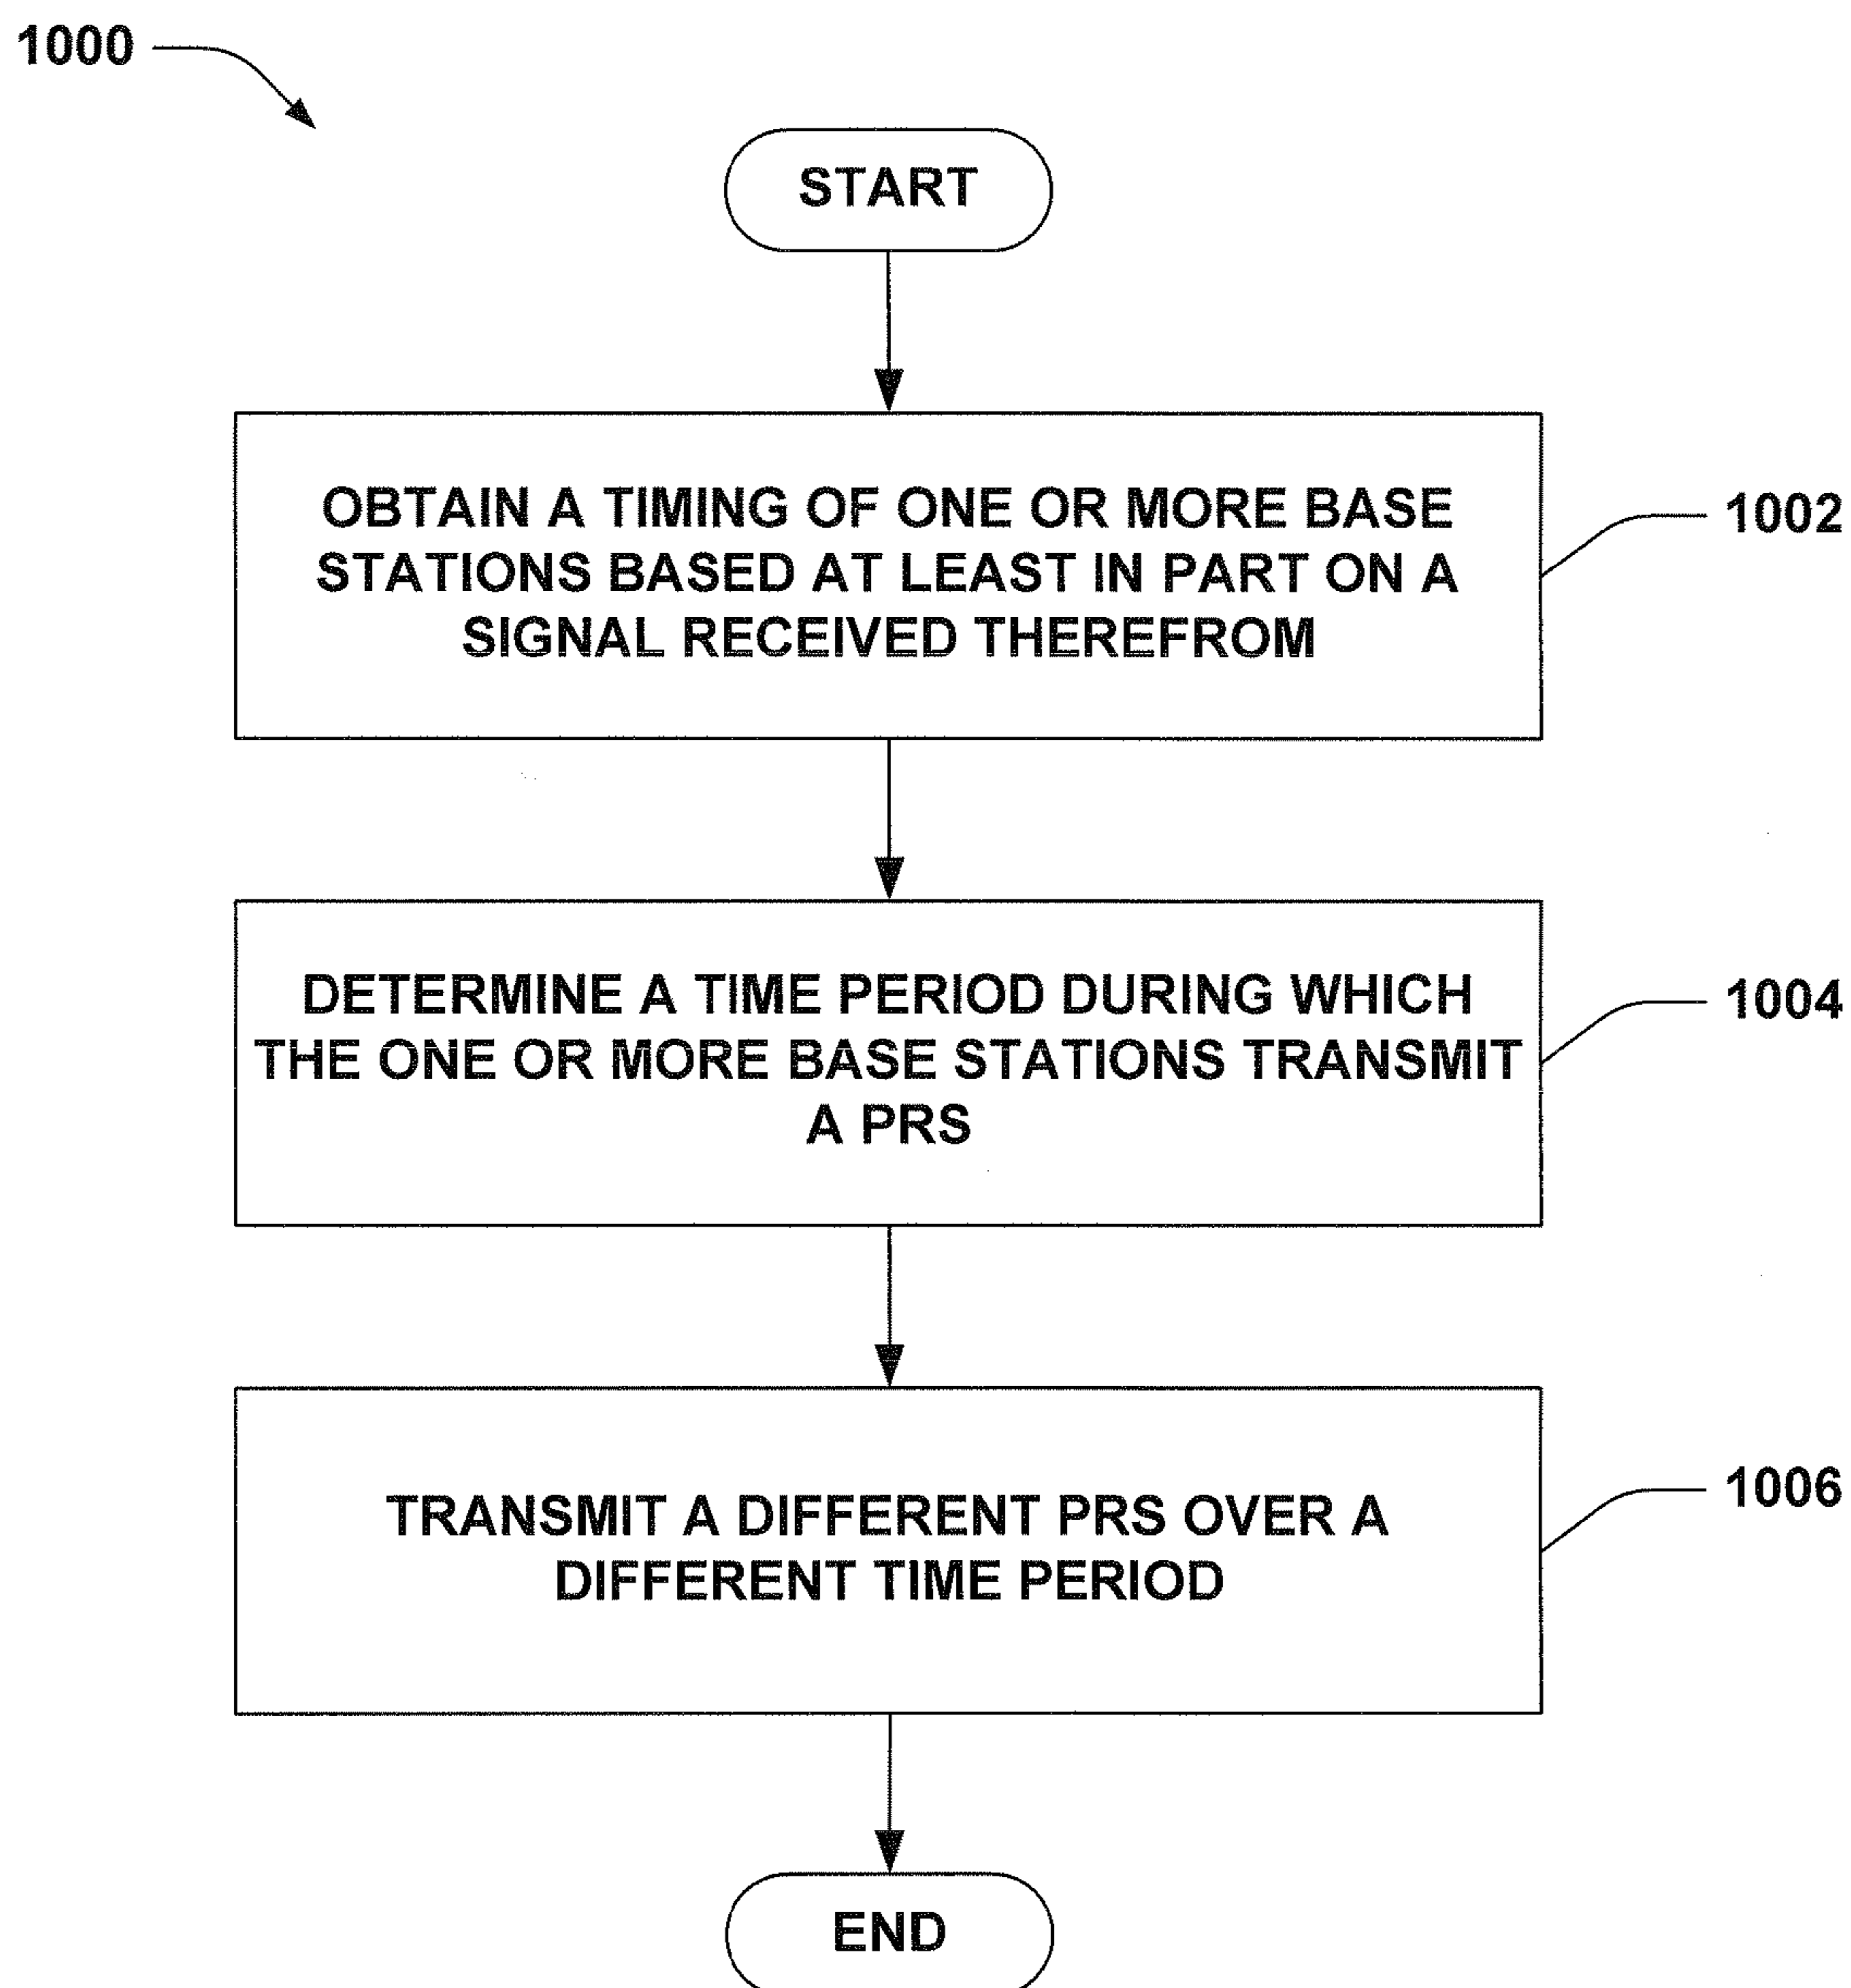 1000
START
OBTAIN A TIMING OF ONE OR MORE BASE
STATIONS BASED AT LEAST IN PART ON A
SIGNAL RECEIVED THEREFROM
1002
DETERMINE A TIME PERIOD DURING WHICH
THE ONE OR MORE BASE STATIONS TRANSMIT
A PRS
1004
TRANSMIT A DIFFERENT PRS OVER A
DIFFERENT TIME PERIOD
1006
END